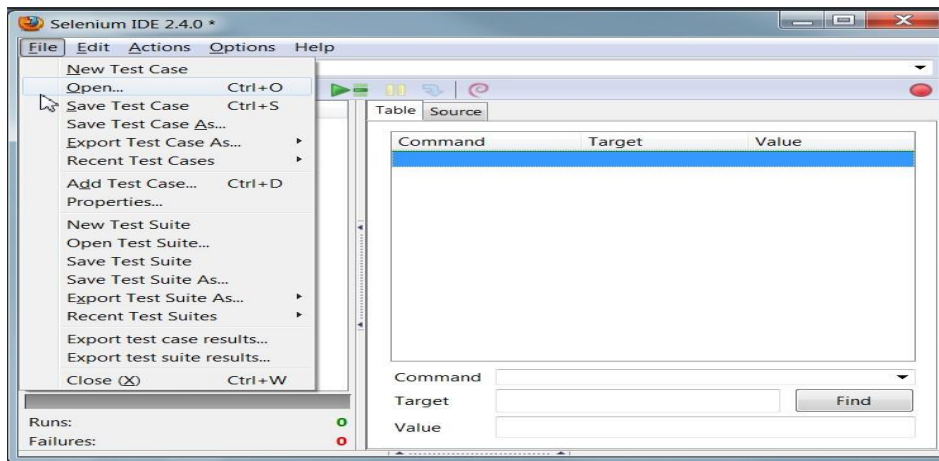 Selenium IDE 2.4.0 *
File Edit Actions Options Help
New Test Case
Open... Ctrl+O
Save Test Case Ctrl+S
Save Test Case As...
Export Test Case As...
Recent Test Cases
Add Test Case... Ctrl+D
Properties...
New Test Suite
Open Test Suite...
Save Test Suite
Save Test Suite As...
Export Test Suite As...
Recent Test Suites
Export test case results...
Export test suite results...
Close (X) Ctrl+W
Runs: 0
Failures: 0
Table Source
Command Target Value
Command
Target Find
Value